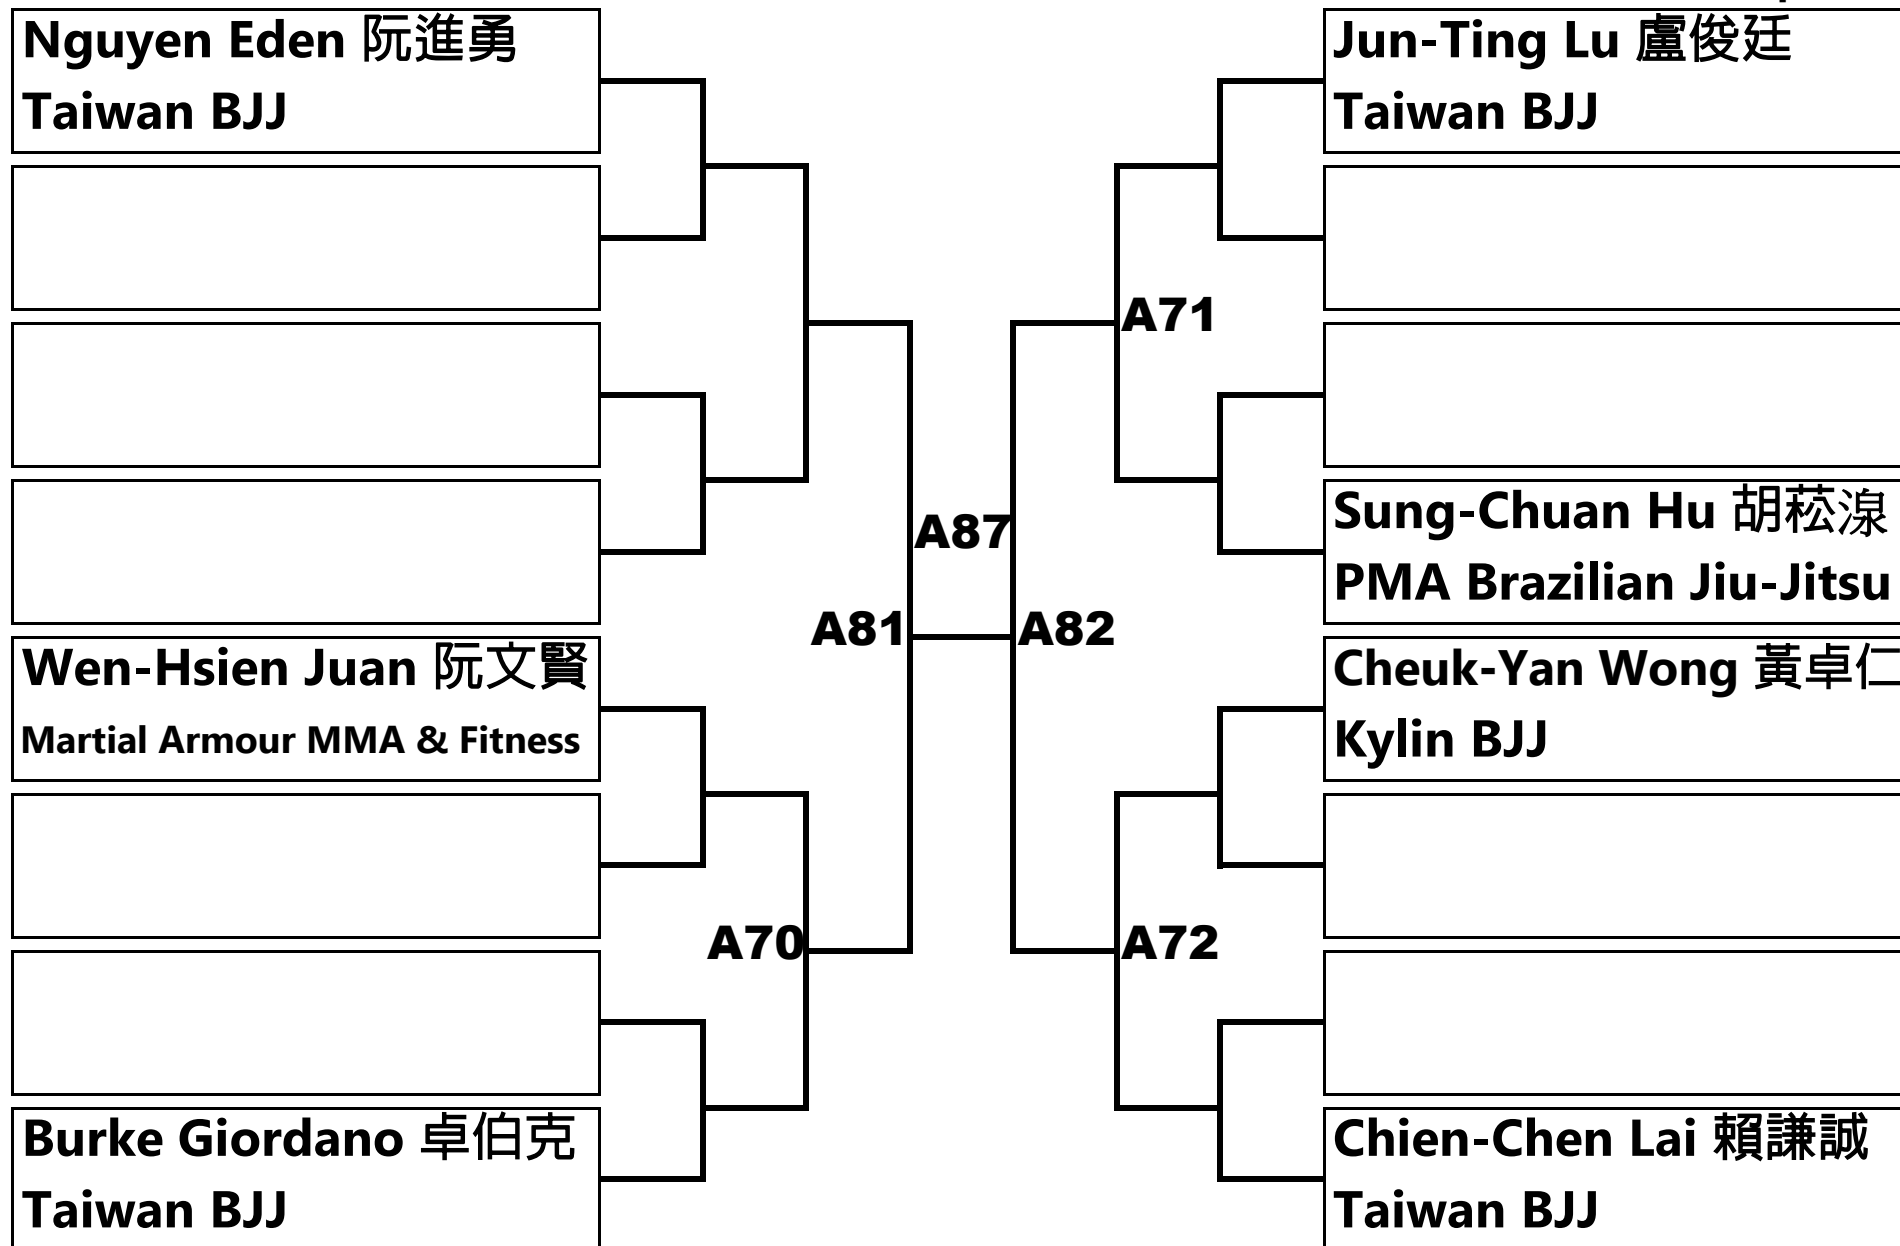 Nguyen Eden 阮進勇
Taiwan BJJ
Wen-Hsien Juan 阮文賢
Martial Armour MMA & Fitness
Burke Giordano 卓伯克
Taiwan BJJ
A70
A81
A87
A82
A71
A72
Jun-Ting Lu 盧俊廷
Taiwan BJJ
Sung-Chuan Hu 胡菘湶
PMA Brazilian Jiu-Jitsu
Cheuk-Yan Wong 黃卓仁
Kylin BJJ
Chien-Chen Lai 賴謙誠
Taiwan BJJ